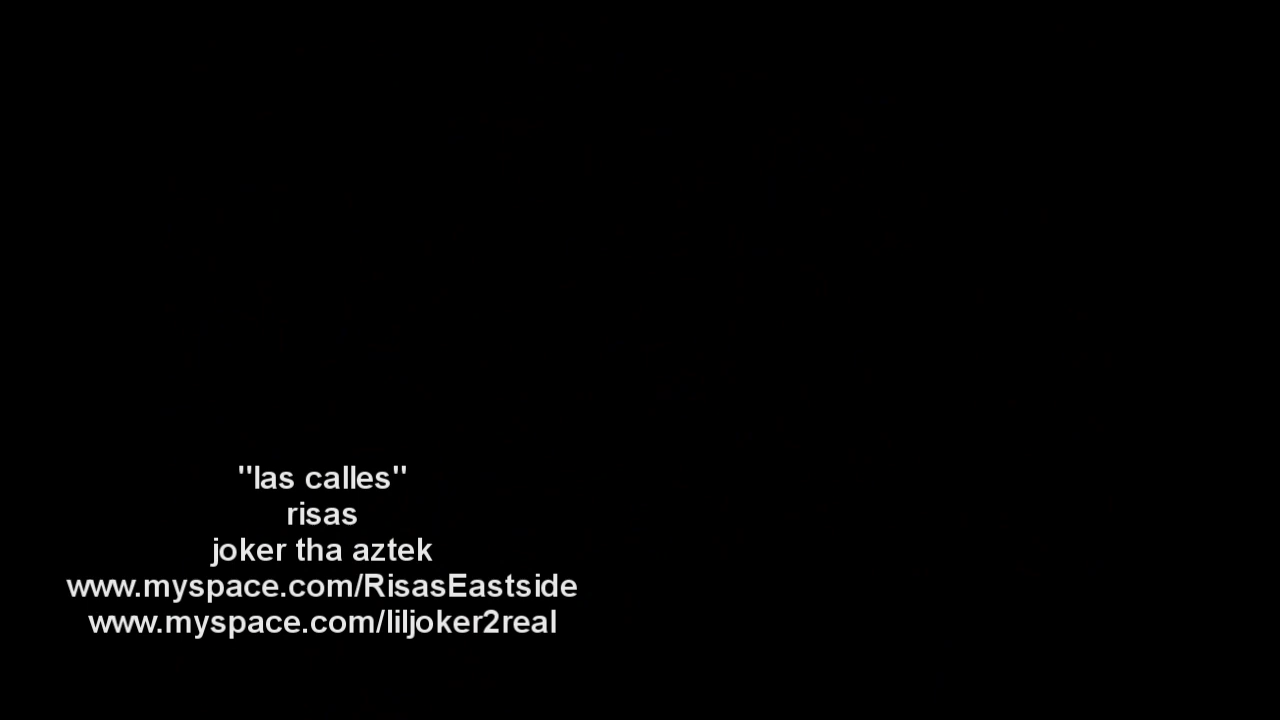 "las calles"
risas
joker tha aztek
www.myspace.com/RisasEastside
www.myspace.com/liljoker2real